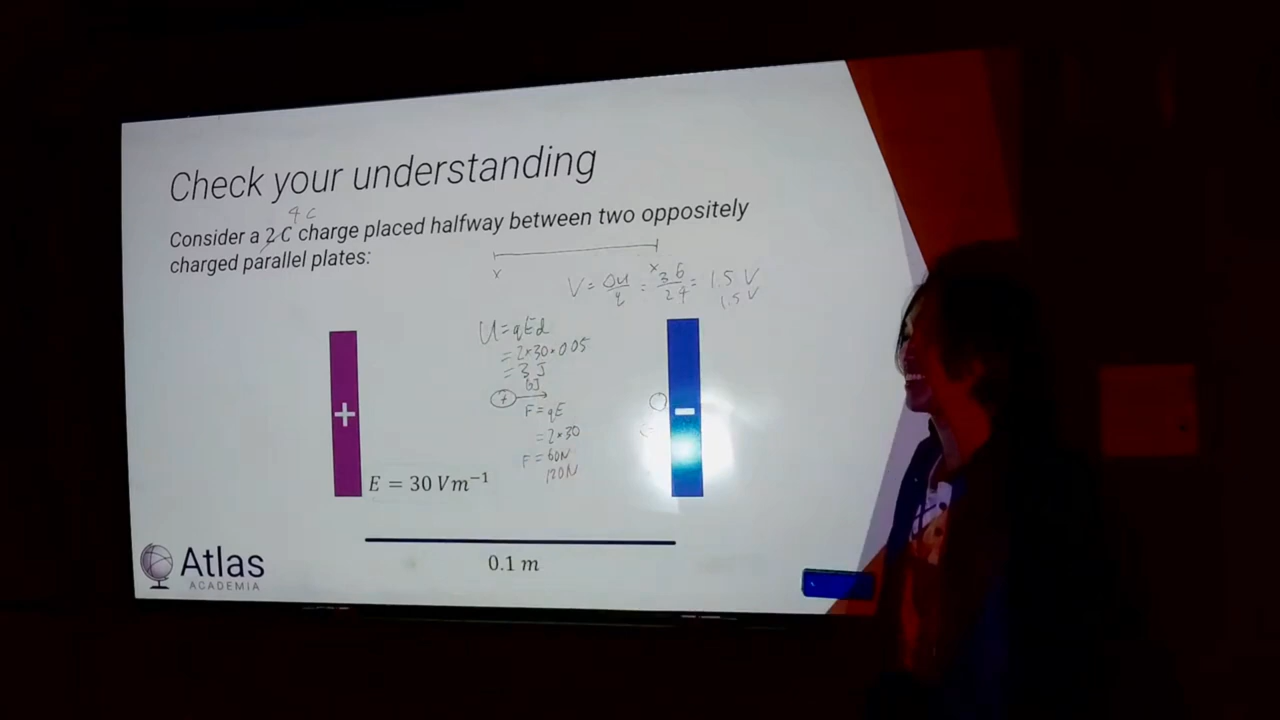 Check your understanding
4 C
Consider a 2 C charge placed halfway between two oppositely
charged parallel plates:
x x
V = ΔU/q = 3 6/2 4 = 1.5 V
1.5 V
U = qEd
= 2×30×0.05
= 3 J
6J
+
+
−
F = qE
= 2×30
F = 60N
120N
E = 30 Vm⁻¹
0.1 m
Atlas
ACADEMIA